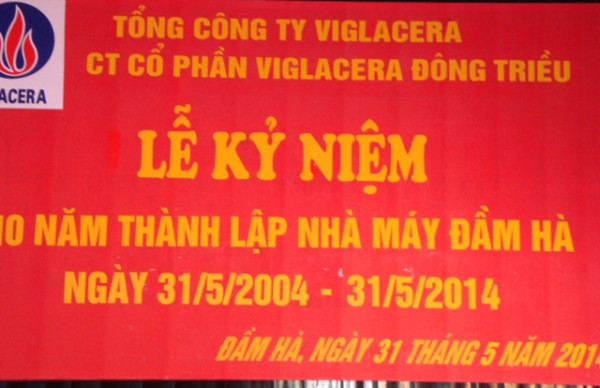 ACERA
TỔNG CÔNG TY VIGLACERA
CT CỔ PHẦN VIGLACERA ĐÔNG TRIỀU
LỄ KỶ NIỆM
10 NĂM THÀNH LẬP NHÀ MÁY ĐẦM HÀ
NGÀY 31/5/2004 - 31/5/2014
ĐẦM HÀ, NGÀY 31 THÁNG 5 NĂM 2014